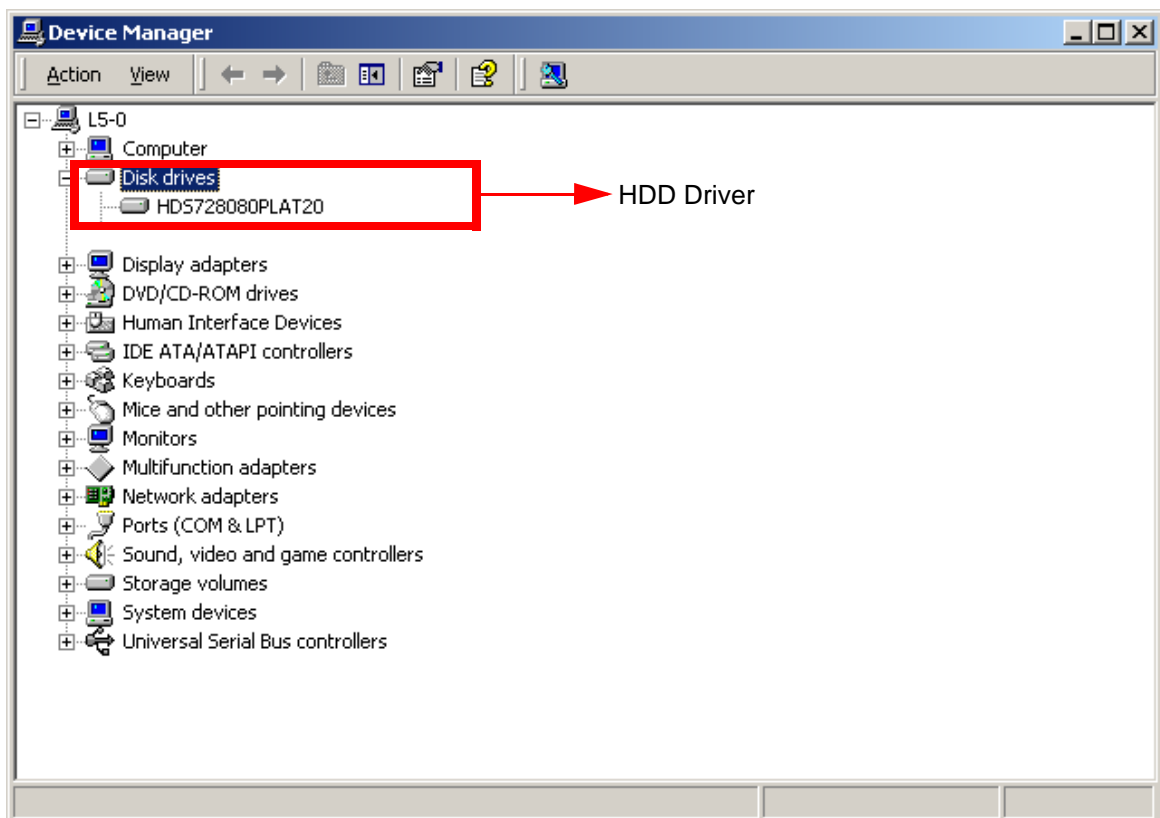 Device Manager
Action View
L5-0
Computer
Disk drives
HDS728080PLAT20
HDD Driver
Display adapters
DVD/CD-ROM drives
Human Interface Devices
IDE ATA/ATAPI controllers
Keyboards
Mice and other pointing devices
Monitors
Multifunction adapters
Network adapters
Ports (COM & LPT)
Sound, video and game controllers
Storage volumes
System devices
Universal Serial Bus controllers